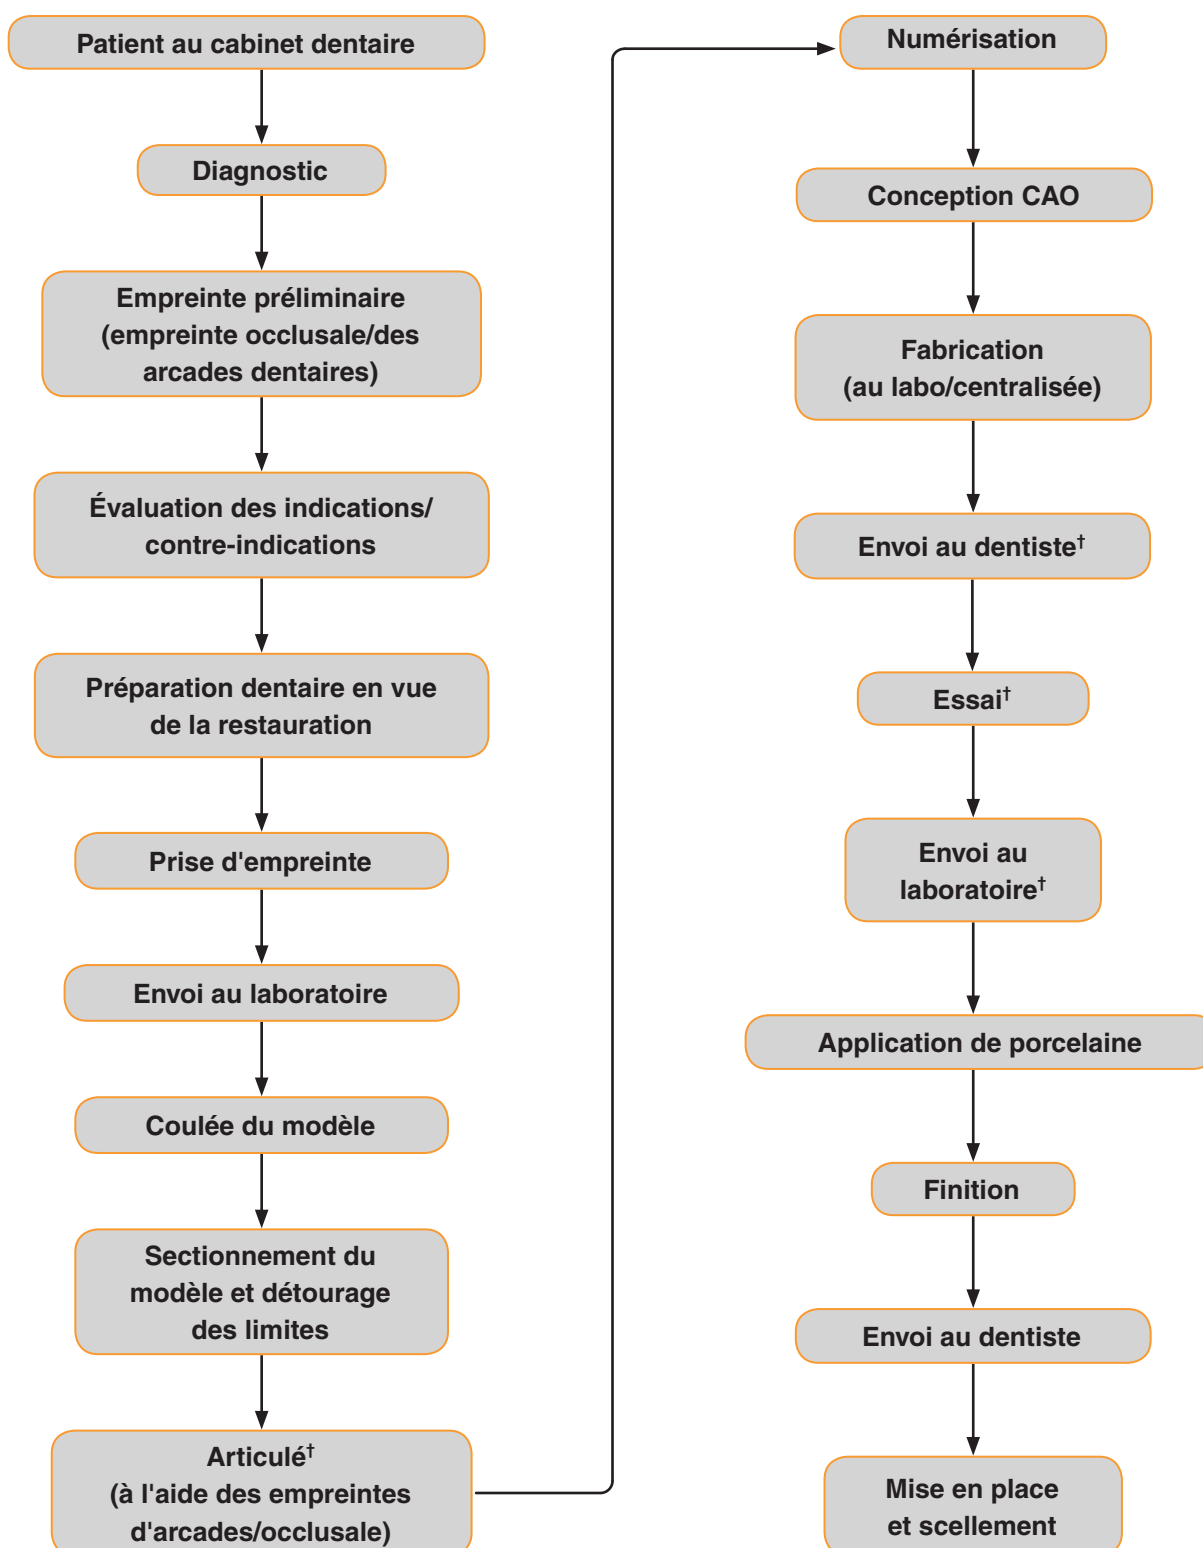 Patient au cabinet dentaire
Diagnostic
Empreinte préliminaire
(empreinte occlusale/des
arcades dentaires)
Évaluation des indications/
contre-indications
Préparation dentaire en vue
de la restauration
Prise d'empreinte
Envoi au laboratoire
Coulée du modèle
Sectionnement du
modèle et détourage
des limites
Articulé†
(à l'aide des empreintes
d'arcades/occlusale)
Numérisation
Conception CAO
Fabrication
(au labo/centralisée)
Envoi au dentiste†
Essai†
Envoi au
laboratoire†
Application de porcelaine
Finition
Envoi au dentiste
Mise en place
et scellement